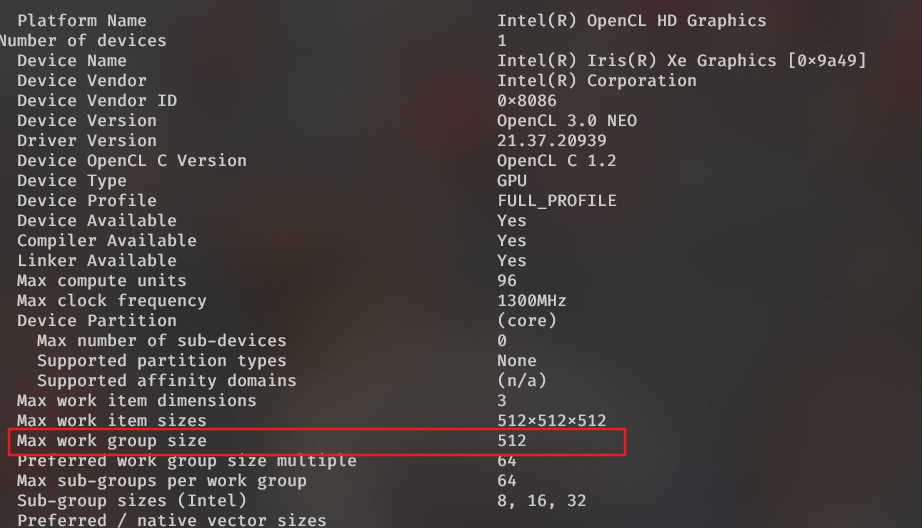 Platform Name Intel(R) OpenCL HD Graphics
Number of devices 1
Device Name Intel(R) Iris(R) Xe Graphics [0×9a49]
Device Vendor Intel(R) Corporation
Device Vendor ID 0×8086
Device Version OpenCL 3.0 NEO
Driver Version 21.37.20939
Device OpenCL C Version OpenCL C 1.2
Device Type GPU
Device Profile FULL_PROFILE
Device Available Yes
Compiler Available Yes
Linker Available Yes
Max compute units 96
Max clock frequency 1300MHz
Device Partition (core)
Max number of sub-devices 0
Supported partition types None
Supported affinity domains (n/a)
Max work item dimensions 3
Max work item sizes 512×512×512
Max work group size 512
Preferred work group size multiple 64
Max sub-groups per work group 64
Sub-group sizes (Intel) 8, 16, 32
Preferred / native vector sizes